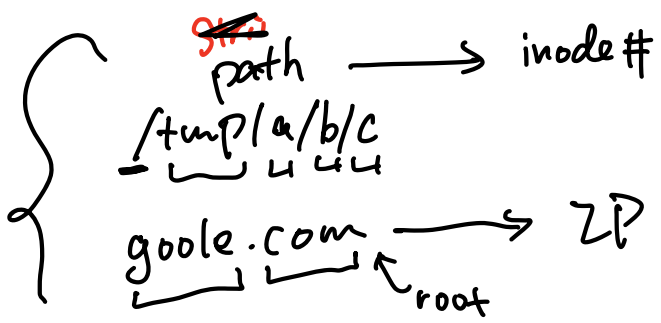 path → inode #
/tmp/a/b/c
goole.com → IP
root